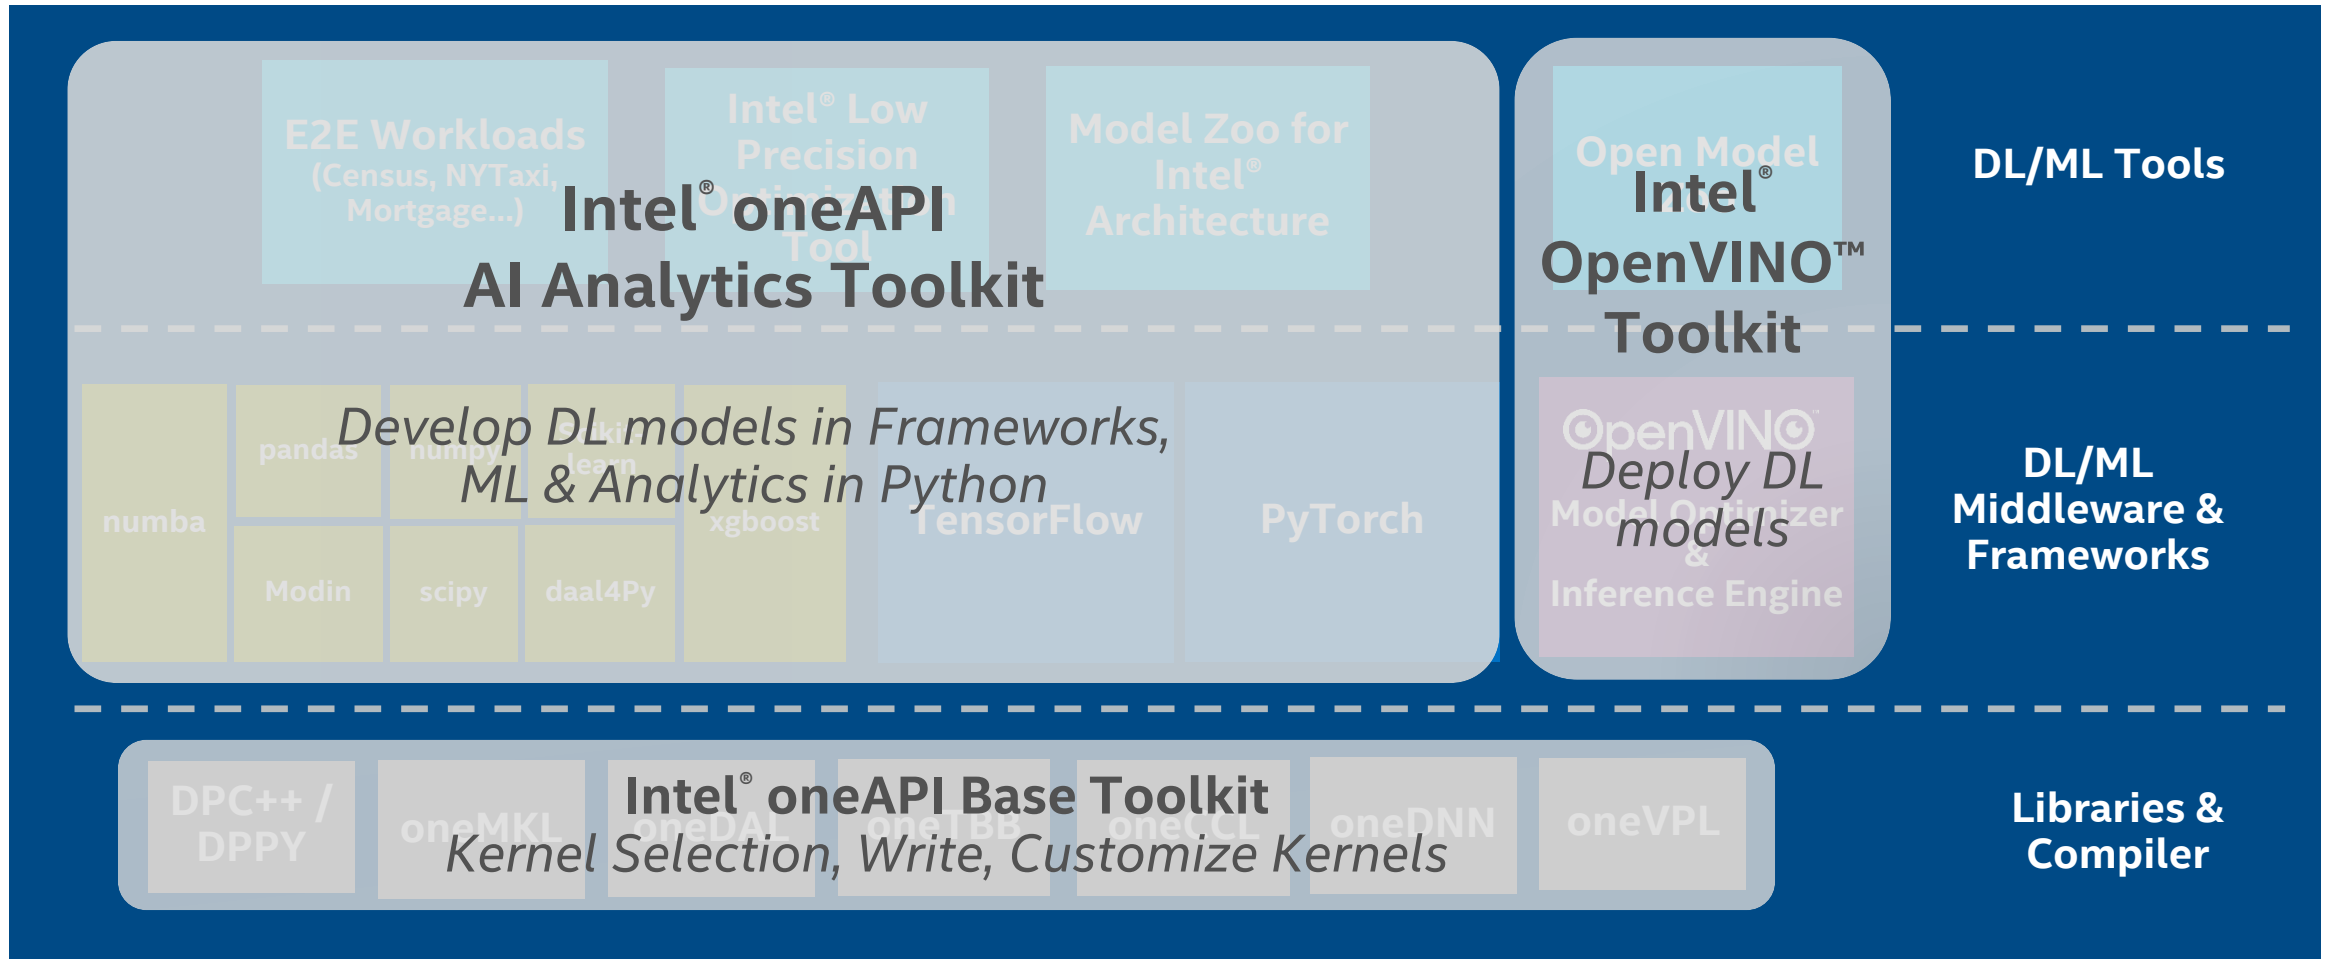 E2E Workloads
(Census, NYTaxi,
Mortgage...)
Intel® Low
Precision
Optimization
Tool
Model Zoo for
Intel®
Architecture
Intel® oneAPI
AI Analytics Toolkit
Open Model
Zoo
Intel®
OpenVINO™
Toolkit
DL/ML Tools
numba
pandas
numpy
Scikit-
learn
xgboost
Modin
scipy
daal4Py
TensorFlow
PyTorch
Develop DL models in Frameworks,
ML & Analytics in Python
OpenVINO™
Model Optimizer
&
Inference Engine
Deploy DL
models
DL/ML
Middleware &
Frameworks
DPC++ /
DPPY
oneMKL
oneDAL
oneTBB
oneCCL
oneDNN
oneVPL
Intel® oneAPI Base Toolkit
Kernel Selection, Write, Customize Kernels
Libraries &
Compiler